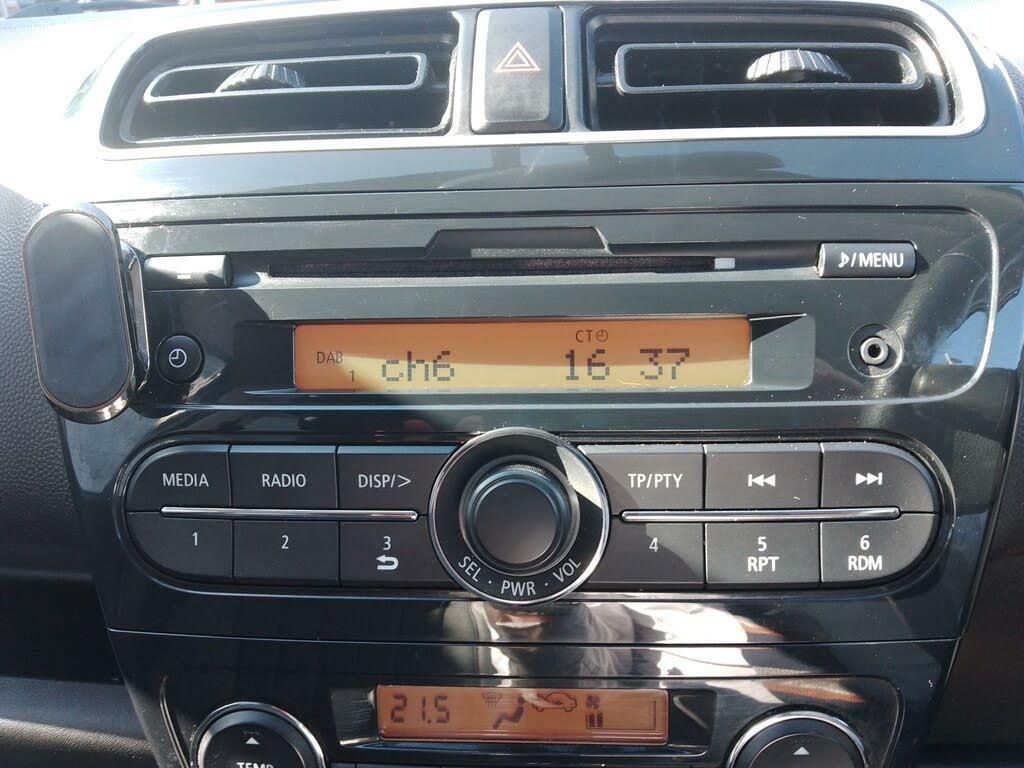 ♪/MENU
CT
DAB 1 ch6 16 37
MEDIA RADIO DISP/> TP/PTY
1 2 3 4 5 6
RPT RDM
SEL · PWR · VOL
21.5
TEMP